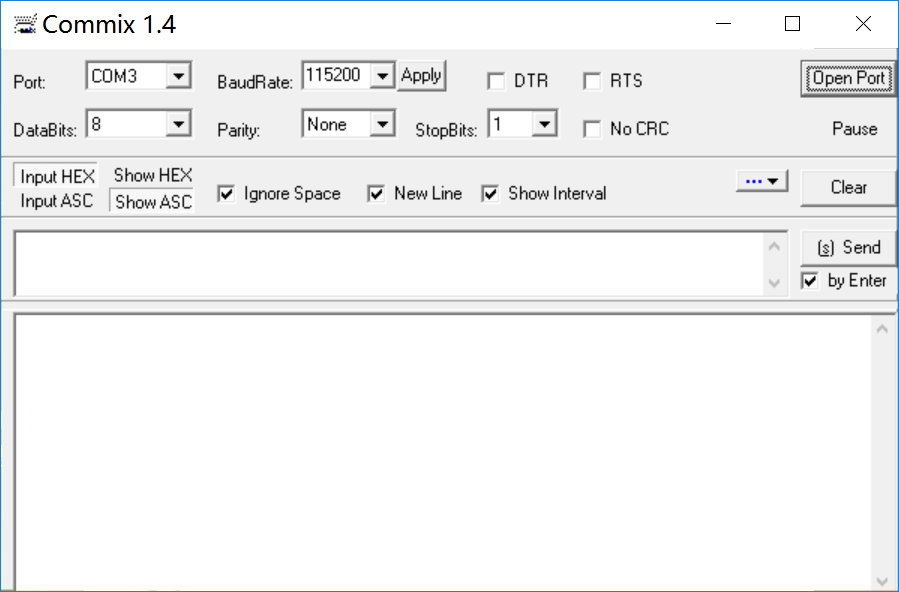 Commix 1.4
Port: COM3 BaudRate: 115200 Apply DTR RTS Open Port
DataBits: 8 Parity: None StopBits: 1 No CRC Pause
Input HEX Show HEX
Input ASC Show ASC Ignore Space New Line Show Interval ... Clear
(s) Send
by Enter